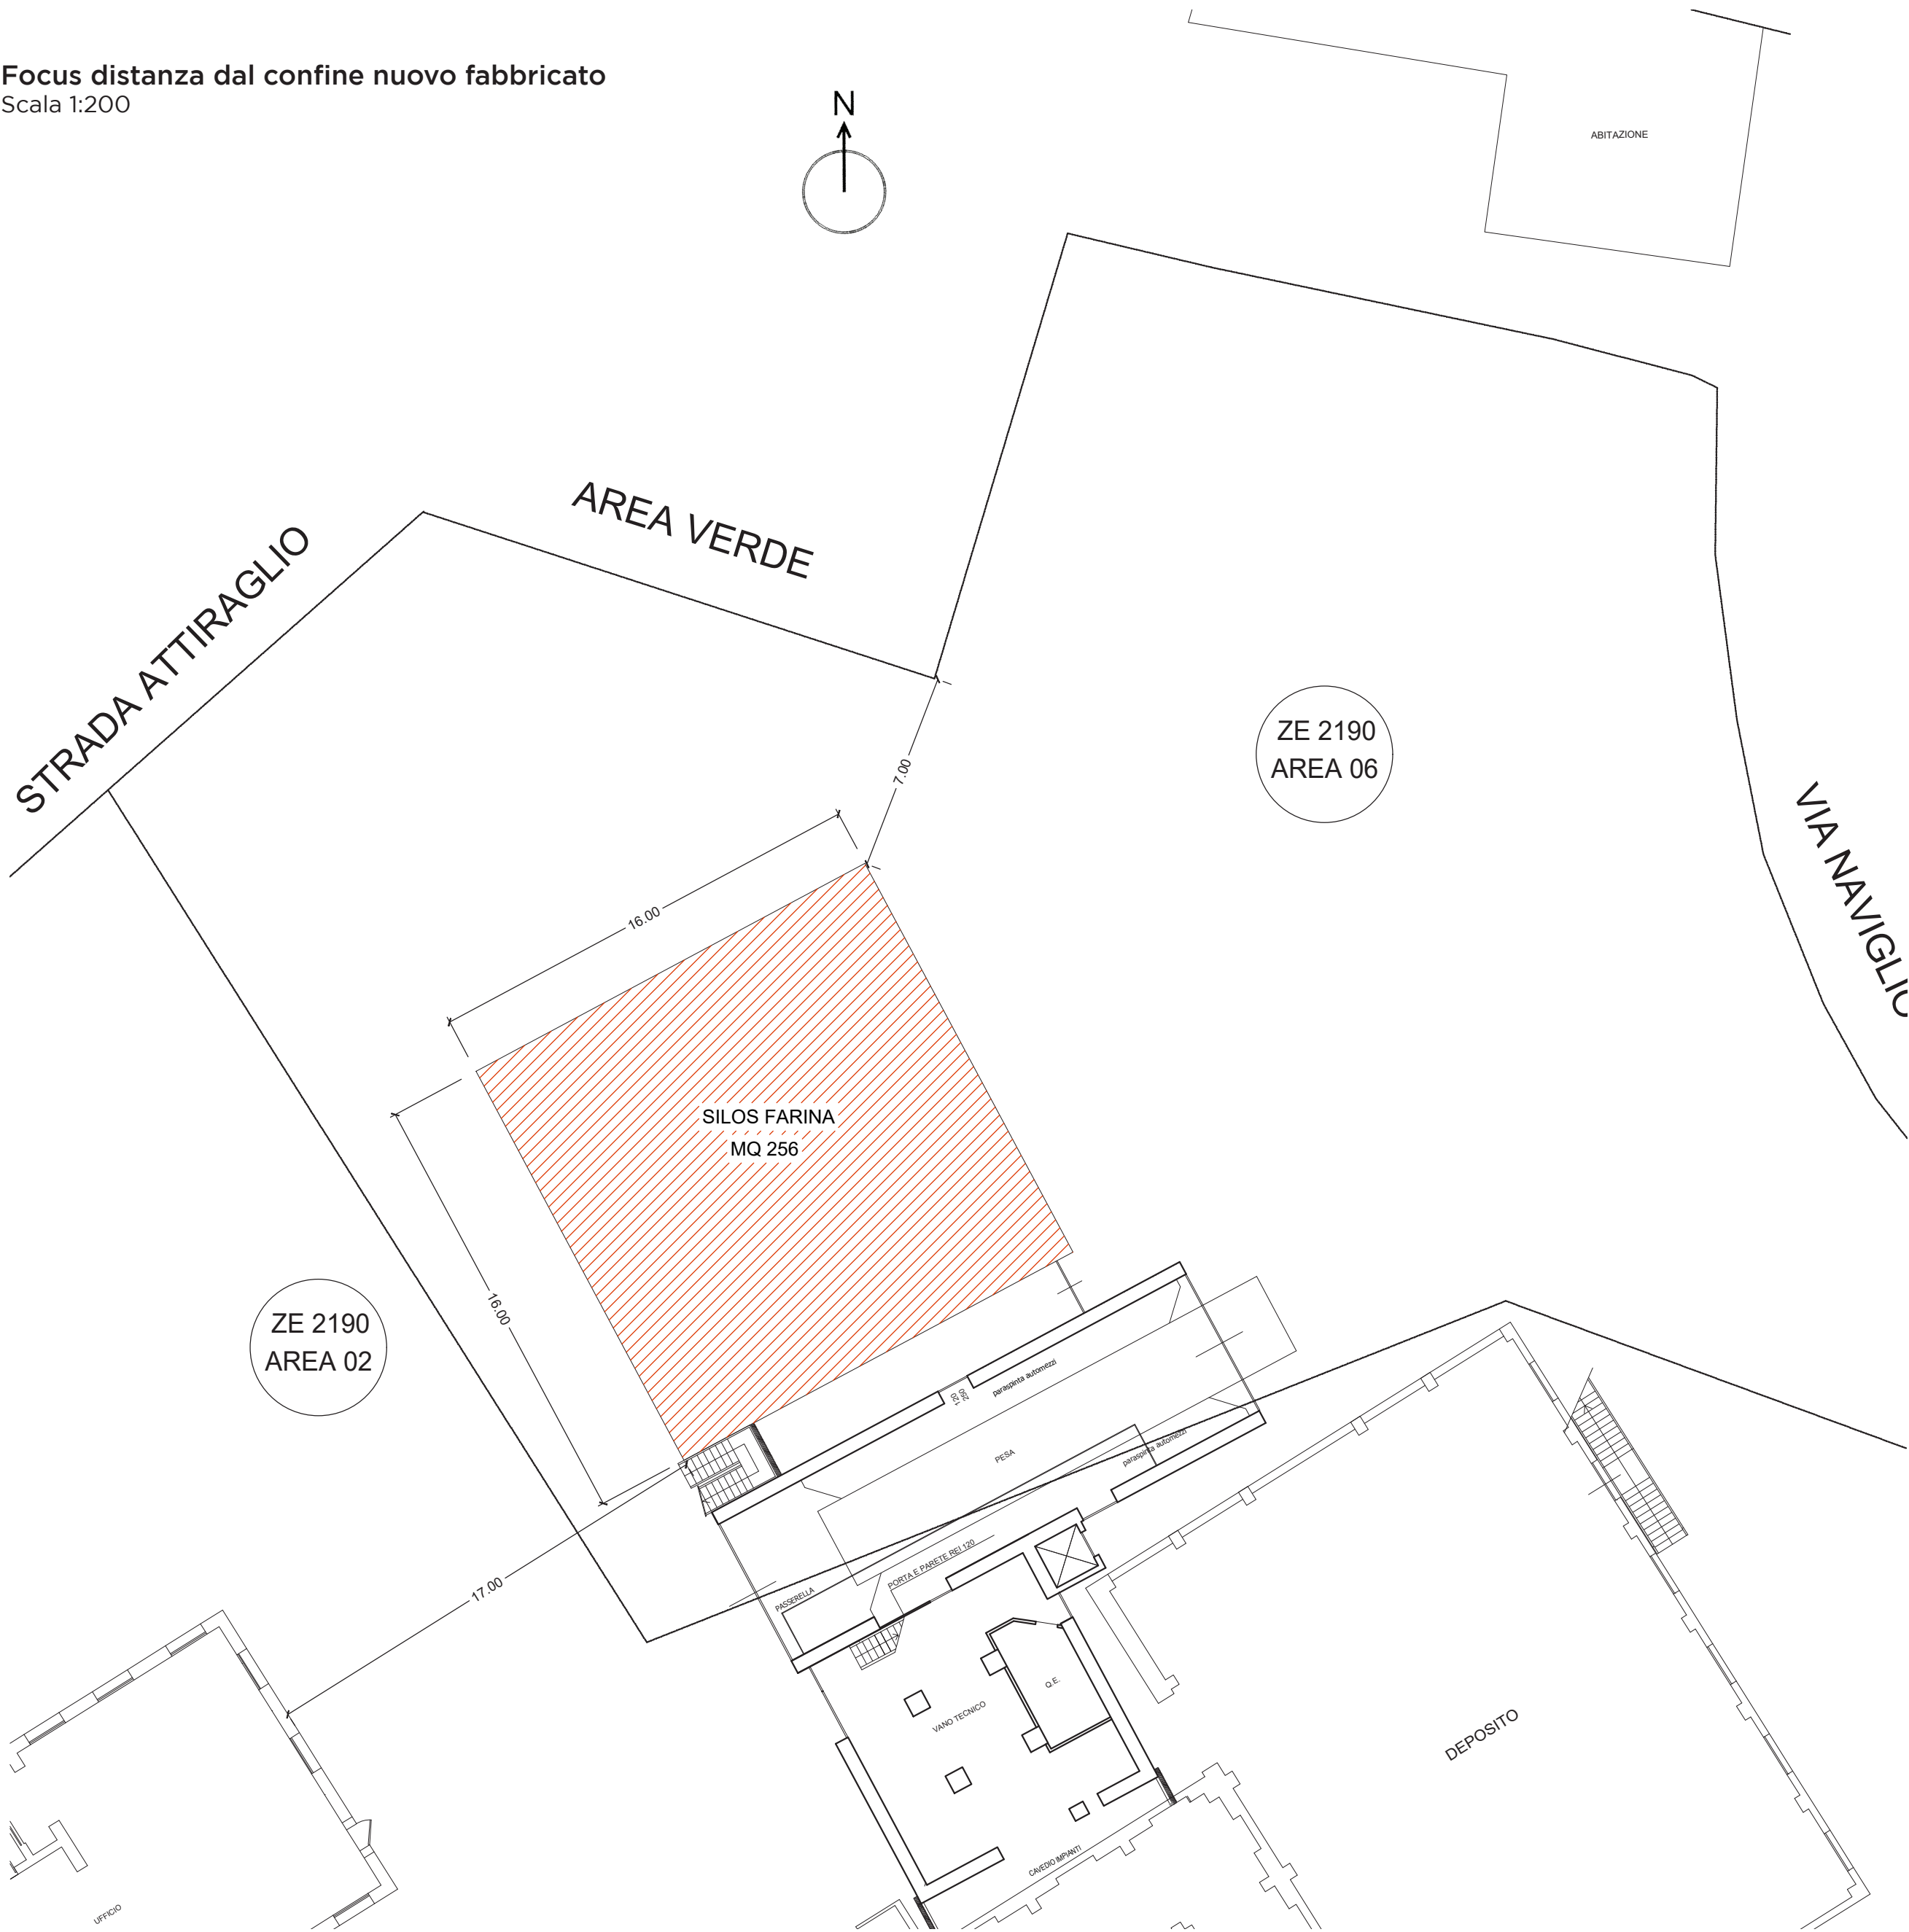 Focus distanza dal confine nuovo fabbricato
Scala 1:200
N
ABITAZIONE
AREA VERDE
STRADA ATTIRAGLIO
ZE 2190
AREA 06
7.00
VIA NAVIGLIO
16.00
SILOS FARINA
MQ 256
16.00
ZE 2190
AREA 02
120
250
paraspinta automezzi
PESA
paraspinta automezzi
PORTA E PARETE REI 120
PASSERELLA
17.00
Q.E.
VANO TECNICO
DEPOSITO
CAVEDIO IMPIANTI
UFFICIO